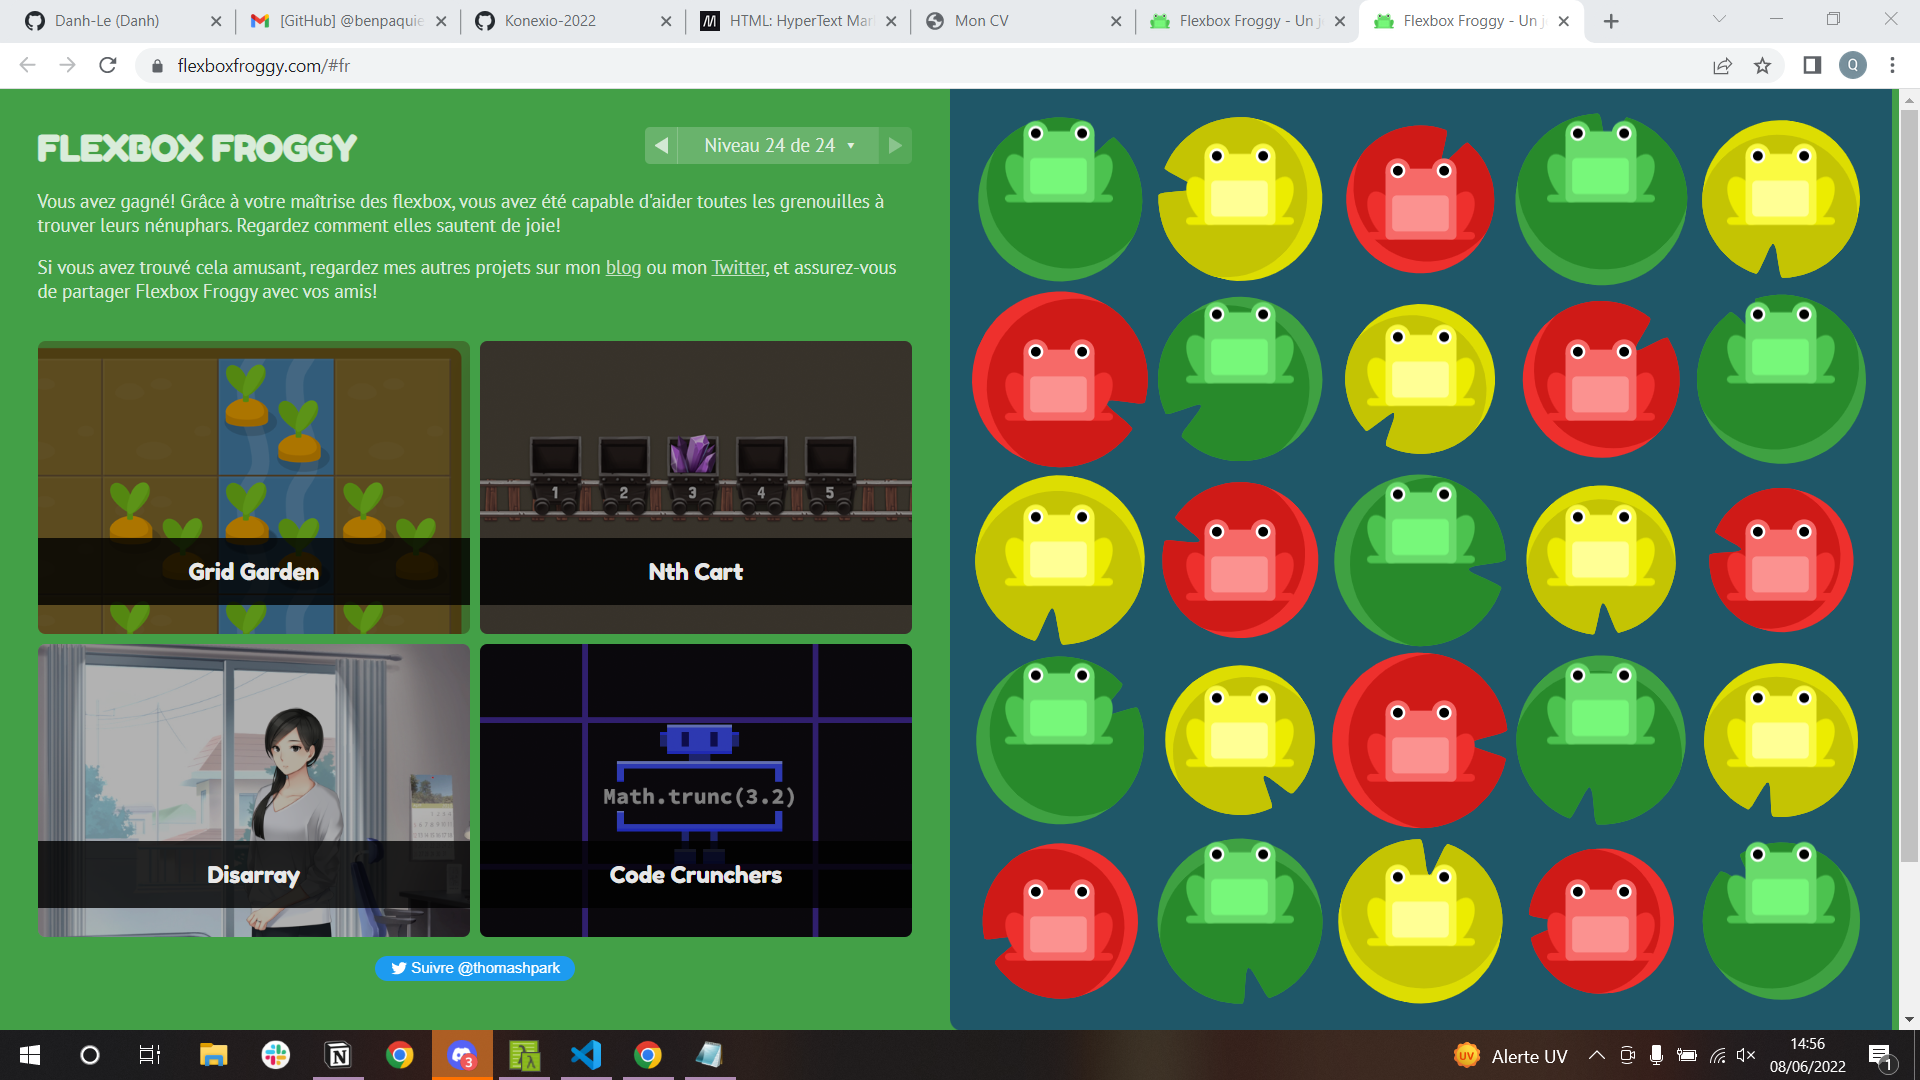 Danh-Le (Danh)
[GitHub] @benpaquie
Konexio-2022
HTML: HyperText Mar
Mon CV
Flexbox Froggy - Un j
Flexbox Froggy - Un j
flexboxfroggy.com/#fr
Q
FLEXBOX FROGGY
Niveau 24 de 24
Vous avez gagné! Grâce à votre maîtrise des flexbox, vous avez été capable d'aider toutes les grenouilles à
trouver leurs nénuphars. Regardez comment elles sautent de joie!
Si vous avez trouvé cela amusant, regardez mes autres projets sur mon blog ou mon Twitter, et assurez-vous
de partager Flexbox Froggy avec vos amis!
1 2 3 4 5
Grid Garden
Nth Cart
Math.trunc(3.2)
Disarray
Code Crunchers
Suivre @thomashpark
3
UV
Alerte UV
14:56
08/06/2022
1